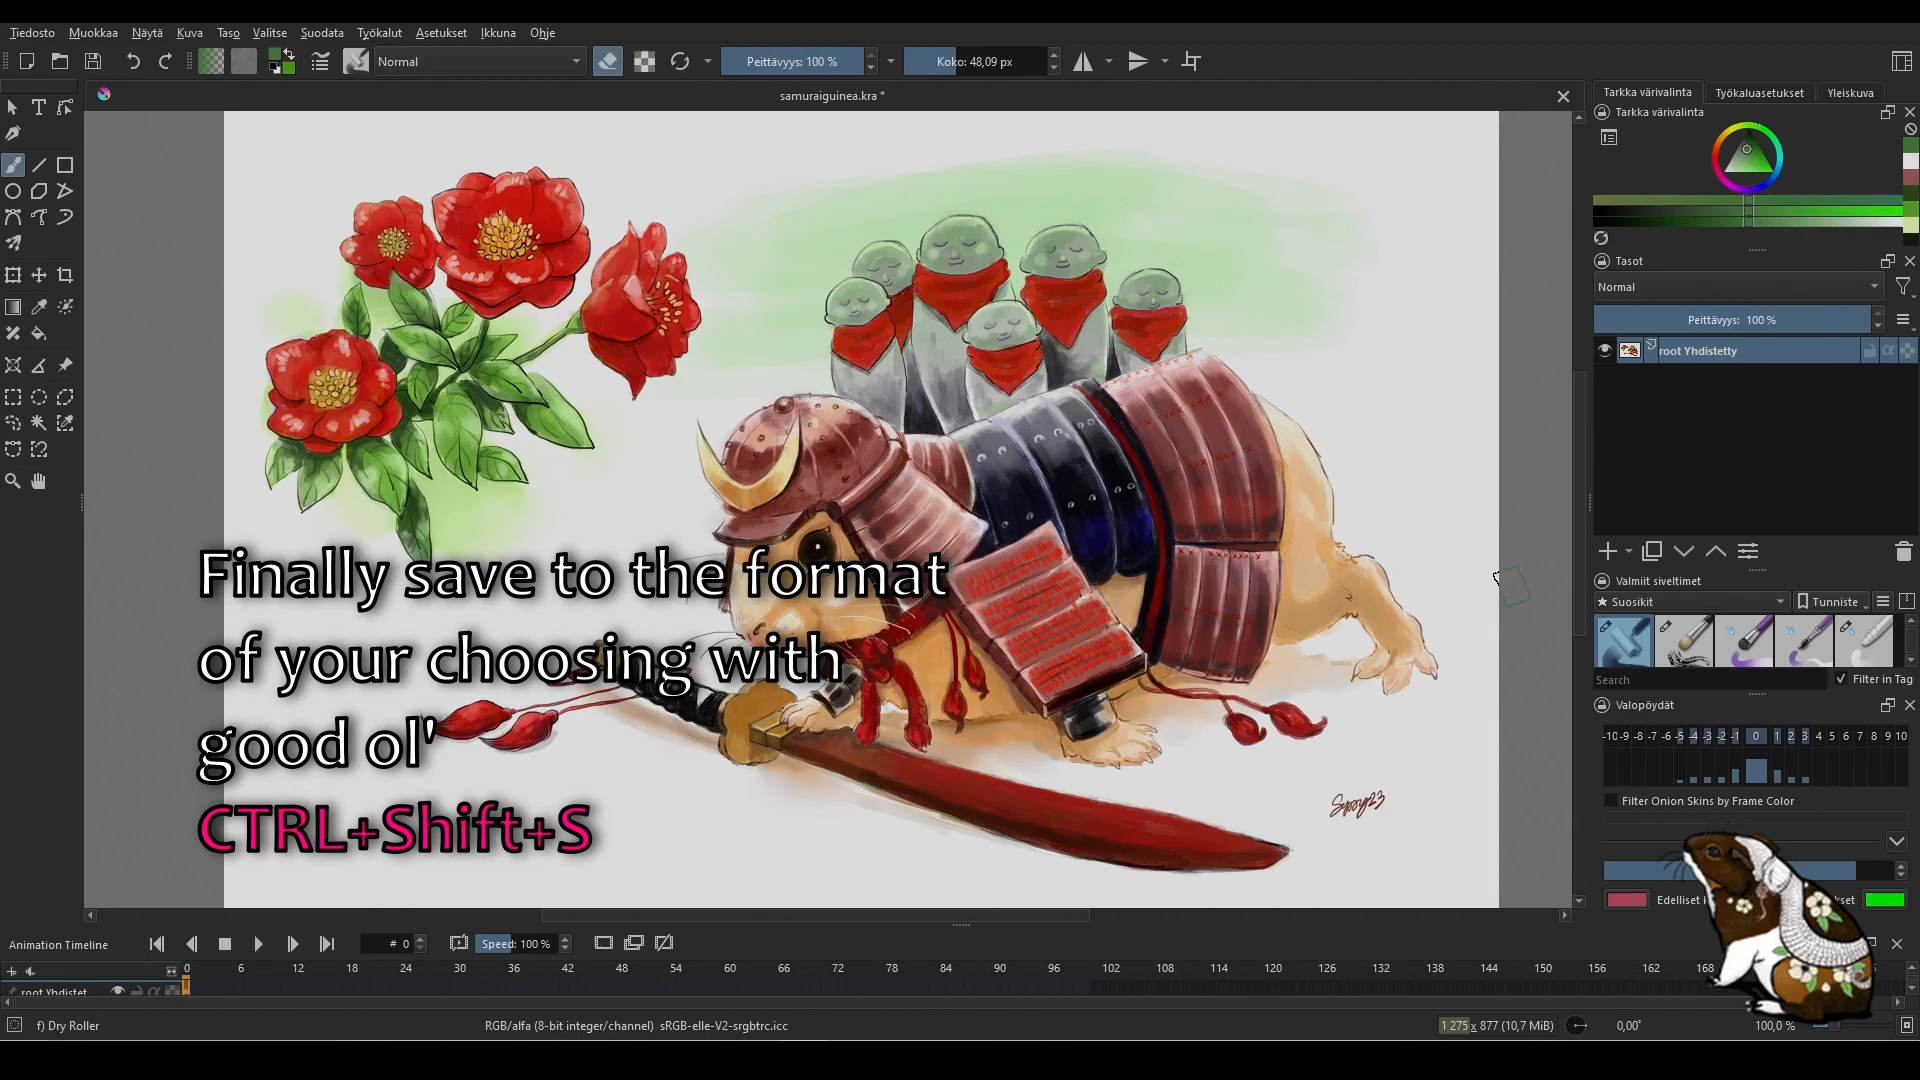 Tiedosto Muokkaa Näytä Kuva Taso Valitse Suodata Työkalut Asetukset Ikkuna Ohje
Normal Peittävyys: 100 % Koko: 48,09 px
samuraiguinea.kra *
Tarkka värivalinta Työkaluasetukset Yleiskuva
Tarkka värivalinta
Tasot
Normal
Peittävyys: 100 %
root Yhdistetty
Finally save to the format
of your choosing with
good ol'
CTRL+Shift+S
Valmiit siveltimet
Suosikit Tunniste
Search Filter in Tag
Valopöydät
-10 -9 -8 -7 -6 -5 -4 -3 -2 -1 0 1 2 3 4 5 6 7 8 9 10
Filter Onion Skins by Frame Color
Edelliset
Sypoy23
Animation Timeline # 0 Speed: 100 %
0 6 12 18 24 30 36 42 48 54 60 66 72 78 84 90 96 102 108 114 120 126 132 138 144 150 156 162 168
root Yhdistet
f) Dry Roller RGB/alfa (8-bit integer/channel) sRGB-elle-V2-srgbtrc.icc 1 275 x 877 (10,7 MiB) 0,00° 100,0 %